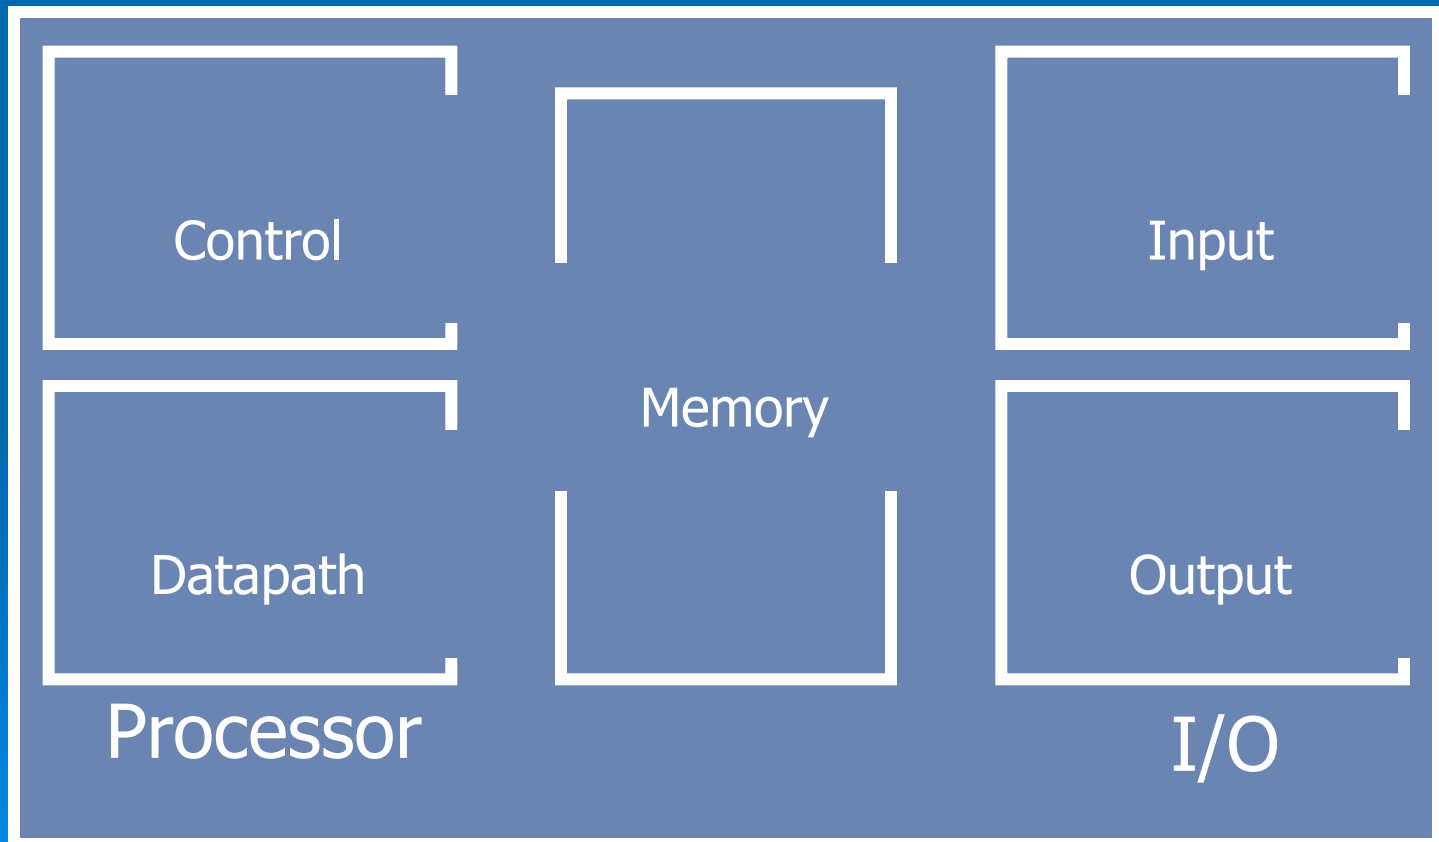 Control
Input
Memory
Datapath
Output
Processor
I/O